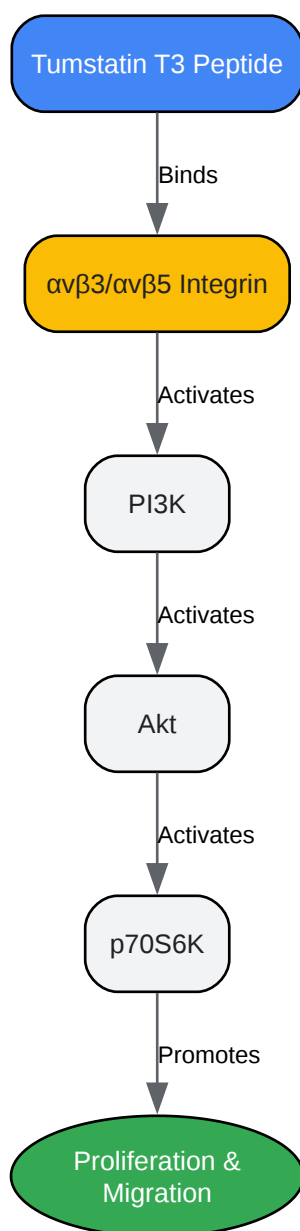 Tumstatin T3 Peptide
Binds
αvβ3/αvβ5 Integrin
Activates
PI3K
Activates
Akt
Activates
p70S6K
Promotes
Proliferation &
Migration